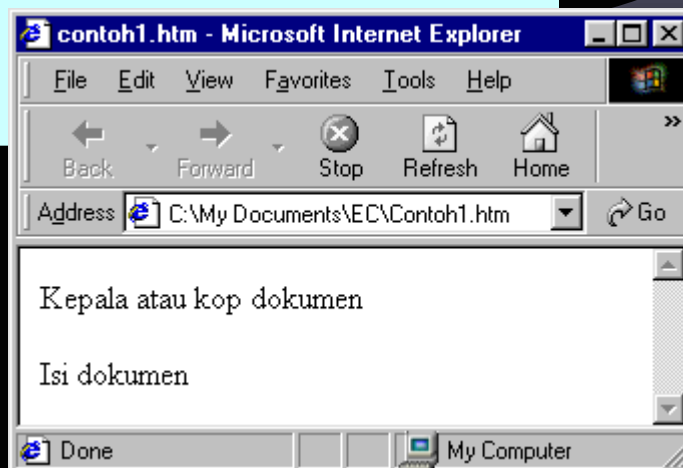 contoh1.htm - Microsoft Internet Explorer
File Edit View Favorites Tools Help
Back Forward Stop Refresh Home »
Address C:\My Documents\EC\Contoh1.htm Go
Kepala atau kop dokumen
Isi dokumen
Done My Computer